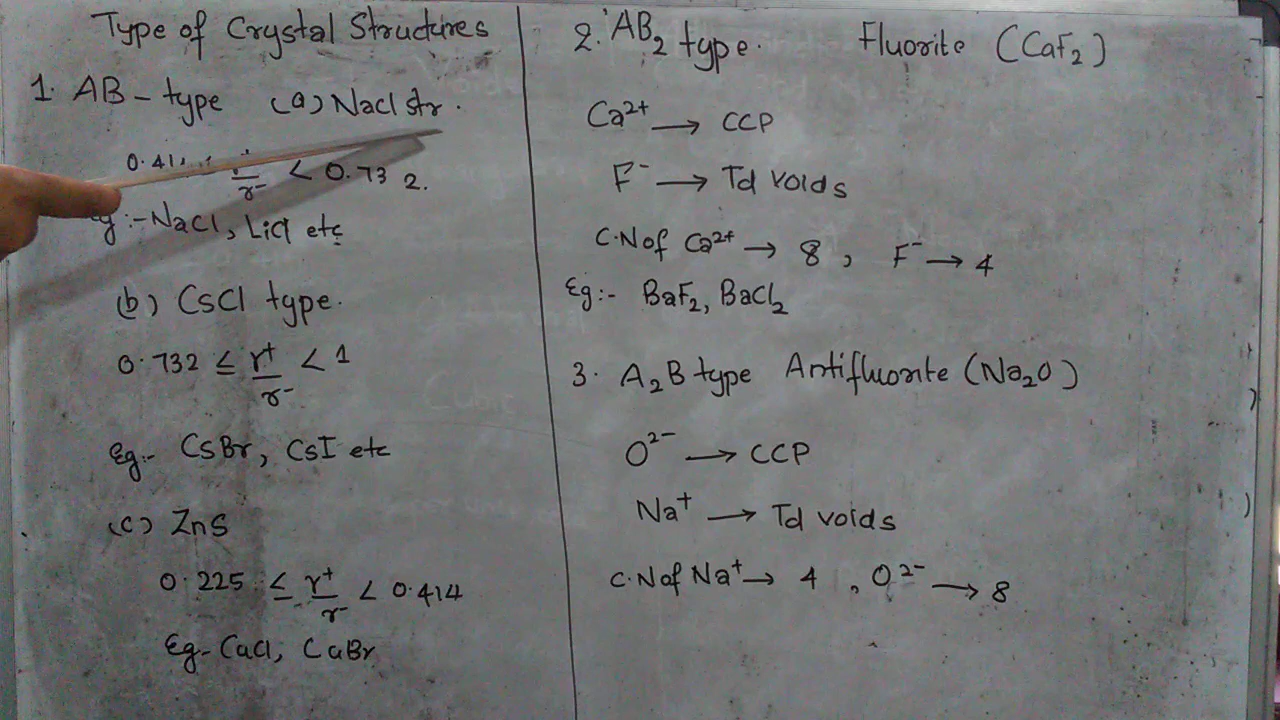 Type of Crystal Structures
1. AB - type (a) NaCl str.
r+/r- < 0.732.
Eg :- NaCl, LiCl etc
(b) CsCl type.
0.732 ≤ r+/r- < 1
Eg:- CsBr, CsI etc
(c) ZnS
0.225 ≤ r+/r- < 0.414
Eg- CuCl, CuBr
2. AB₂ type. Fluorite (CaF₂)
Ca²⁺ → CCP
F⁻ → Td voids
C.N of Ca²⁺ → 8, F⁻ → 4
Eg:- BaF₂, BaCl₂
3. A₂B type Antifluorite (Na₂O)
O²⁻ → CCP
Na⁺ → Td voids
C.N of Na⁺ → 4, O²⁻ → 8